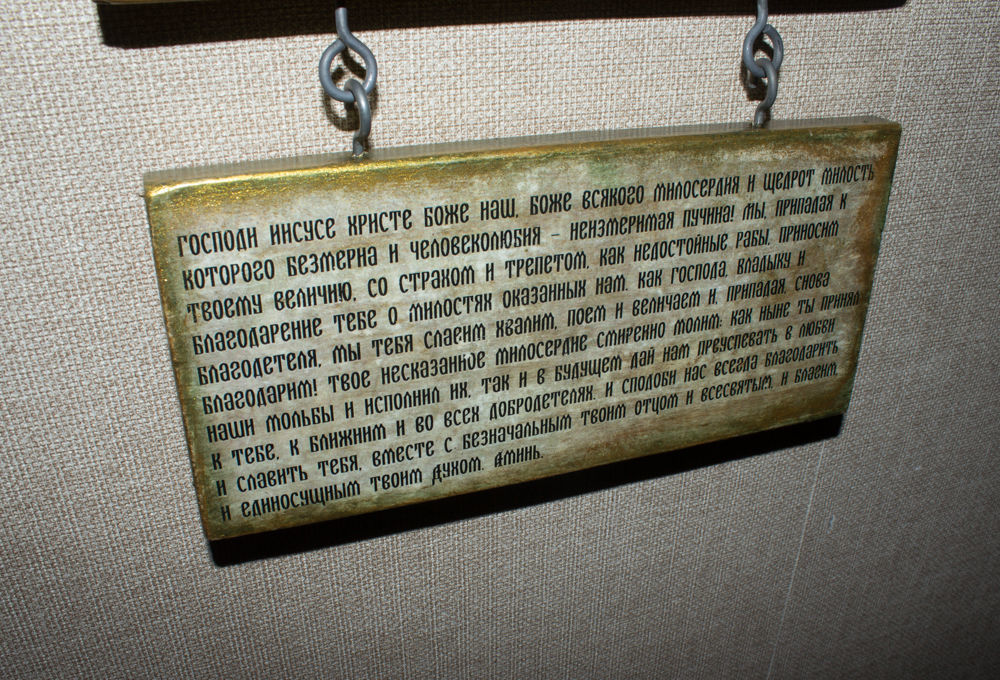 Господи Иисусе Христе Боже наш, Боже всякого милосердия и щедрот милость
которого безмерна и человеколюбия - неизмеримая пучина! Мы, припадая к
твоему величию, со страхом и трепетом, как недостойные рабы, приносим
благодарение тебе о милостях оказанных нам. Как Господа, Владыку и
благодетеля, мы тебя славим хвалим, поем и величаем и, припадая, снова
благодарим! Твое несказанное милосердие смиренно молим: как ныне ты принял
наши мольбы и исполнил их, так и в будущем дай нам преуспевать в любви
к тебе, к ближним и во всех добродетелях. И сподоби нас всегда благодарить
и славить тебя, вместе с безначальным твоим Отцом и всесвятым, и благим,
и единосущным твоим Духом. Аминь.